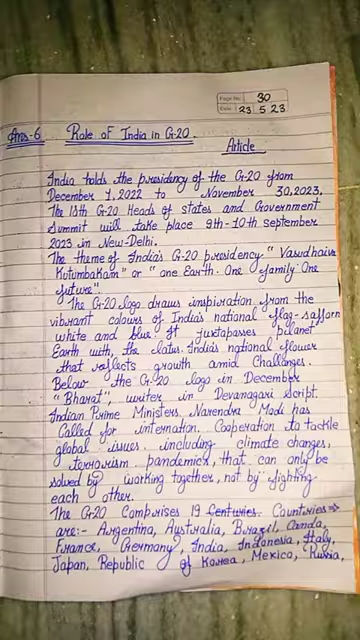 Page No. 30
Date 23 5 23
Ans-6 Role of India in G-20
Article
India holds the presidency of the G-20 from
December 1, 2022 to November 30, 2023,
The 18th G-20 Heads of states and Government
Summit will take place 9th-10th september
2023 in New-Delhi.
The theme of India's G-20 presidency "Vasudhaiva
Kutumbakam" or "one Earth. One family One
future"
The G-20 logo draws inspiration from the
vibrant colours of India's national flag-safforn
white and blue. It juxtapasses planet
Earth with, the lotus. India's national flower
that reflects growth amid Challenges.
Below the G-20 logo in December
"Bharat", writer in Devanagari Script.
Indian Prime Ministers, Narendra Modi has
Called for internation. Cooperation to tackle
global issues. including climate changes,
terrorism pandemics, that can only be
solved by working together, not by fighting
each other.
The G-20 Comprises 19 Centuries. Countries
are:- Argentina, Australia, Brazil, Canda,
France, Germany, India, Indonesia, Italy,
Japan, Republic of Korea, Mexico, Russia,